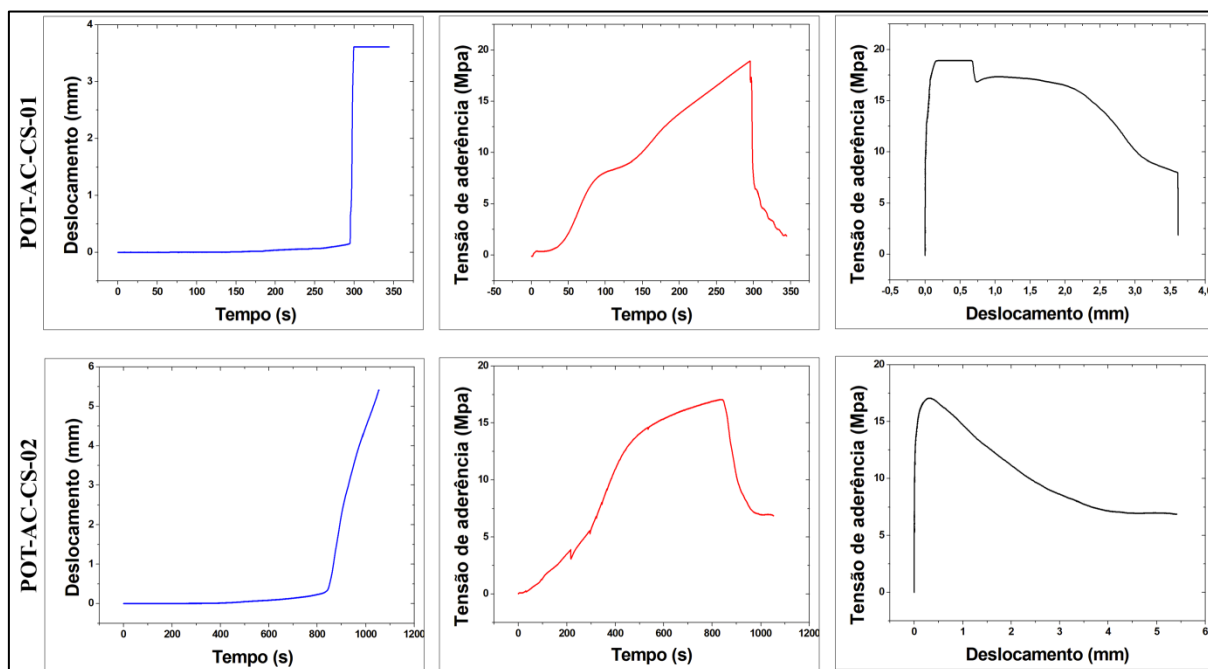 POT-AC-CS-01
Deslocamento (mm)
4
3
2
1
0
0 50 100 150 200 250 300 350
Tempo (s)
Tensão de aderência (Mpa)
20
15
10
5
0
-50 0 50 100 150 200 250 300 350
Tempo (s)
Tensão de aderência (Mpa)
20
15
10
5
0
-0,5 0,0 0,5 1,0 1,5 2,0 2,5 3,0 3,5 4,0
Deslocamento (mm)
POT-AC-CS-02
Deslocamento (mm)
6
5
4
3
2
1
0
0 200 400 600 800 1000 1200
Tempo (s)
Tensão de aderência (Mpa)
20
15
10
5
0
0 200 400 600 800 1000 1200
Tempo (s)
Tensão de aderência (Mpa)
20
15
10
5
0
0 1 2 3 4 5 6
Deslocamento (mm)